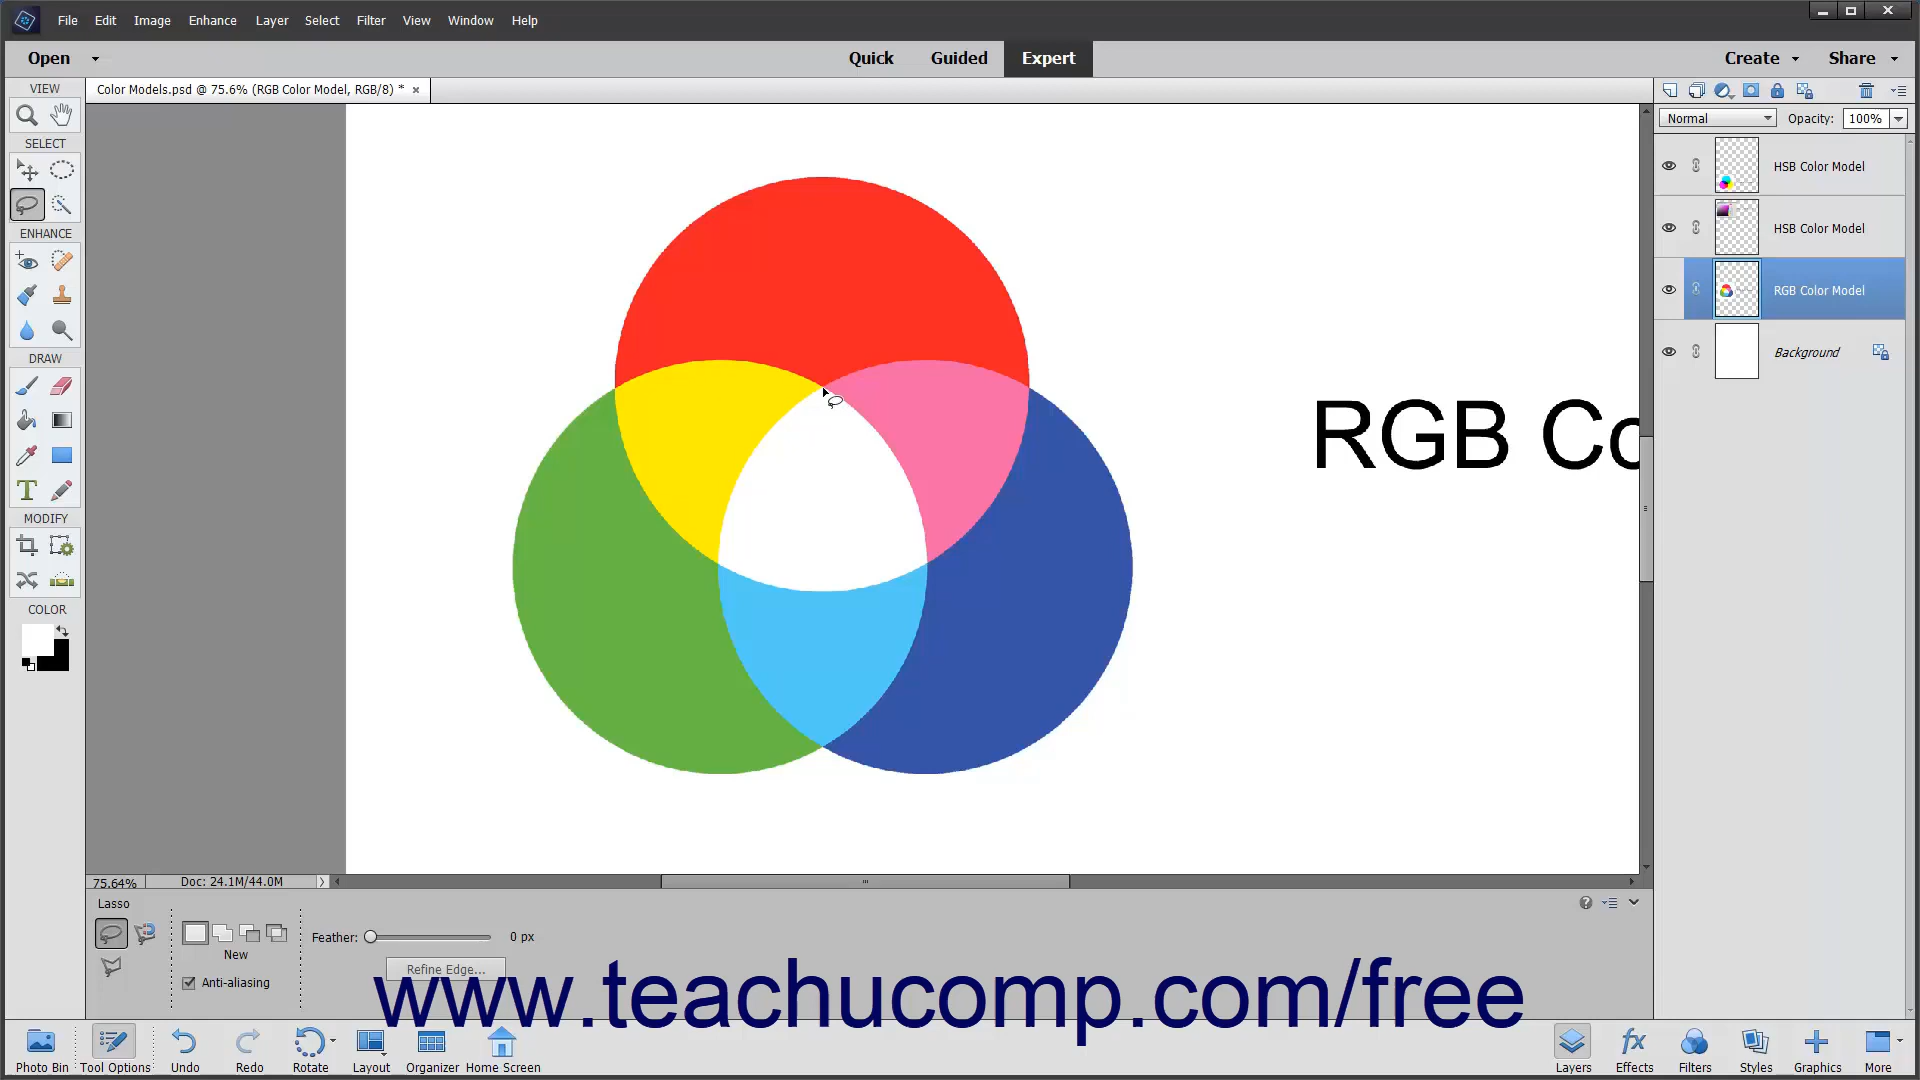 File Edit Image Enhance Layer Select Filter View Window Help
Open Quick Guided Expert Create Share
VIEW
Color Models.psd @ 75.6% (RGB Color Model, RGB/8) * ×
Normal Opacity: 100%
SELECT
HSB Color Model
HSB Color Model
ENHANCE
RGB Color Model
DRAW
Background
RGB Co
T
MODIFY
COLOR
75.64% Doc: 24.1M/44.0M
Lasso
Feather: 0 px
New
Refine Edge...
Anti-aliasing
www.teachucomp.com/free
fx
Photo Bin Tool Options Undo Redo Rotate Layout Organizer Home Screen Layers Effects Filters Styles Graphics More